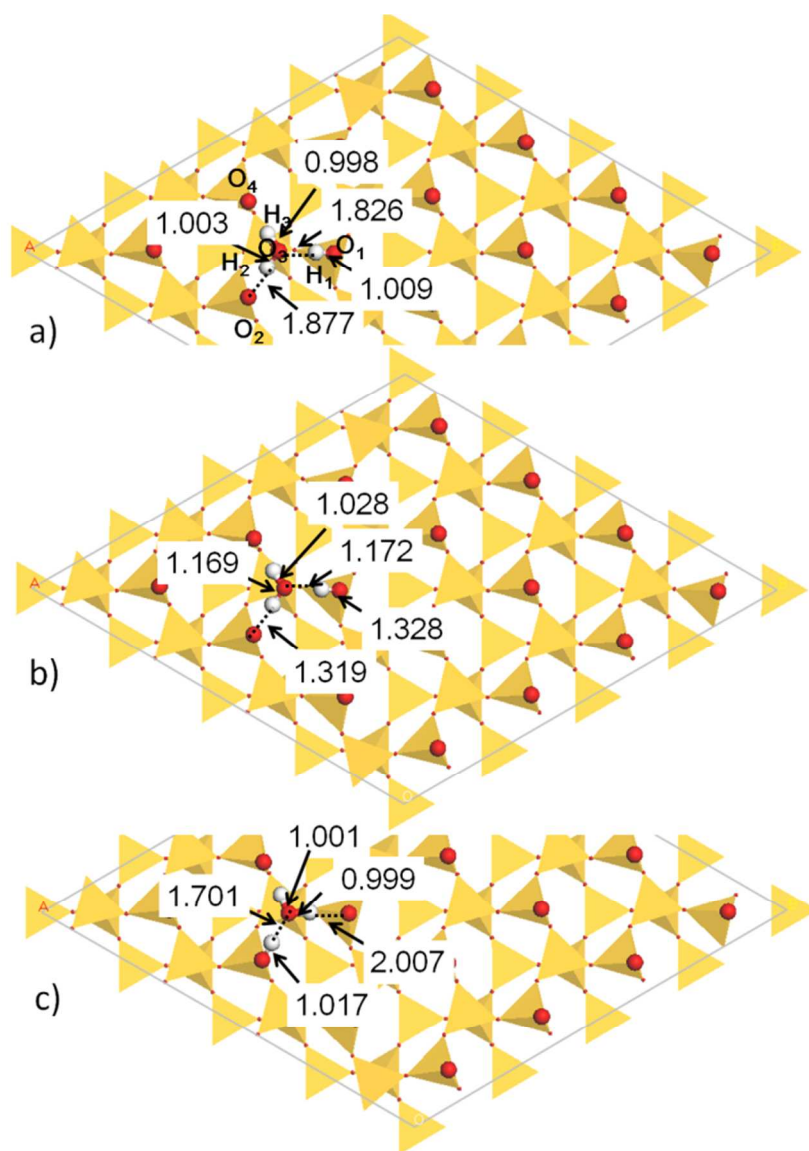 0.998
O4
H3
1.003
1.826
A
O3
O1
H2
H1
1.009
1.877
O2
a)
1.028
1.169
1.172
A
1.328
1.319
b)
O
1.001
0.999
1.701
A
2.007
1.017
c)
O